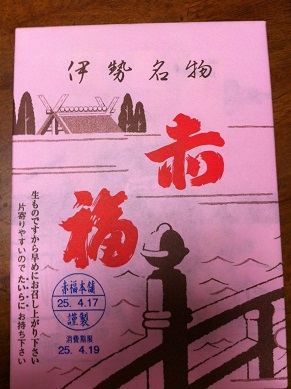 伊勢名物
赤福
生ものですから早めにお召し上がり下さい
片寄りやすいので たいらに お持ち下さい
赤福本舗
25. 4.17
謹製
消費期限
25. 4.19